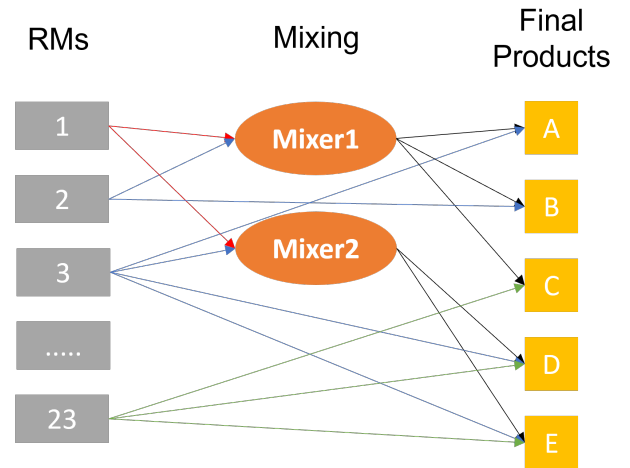 RMs
Mixing
Final
Products
1
2
3
.....
23
Mixer1
Mixer2
A
B
C
D
E